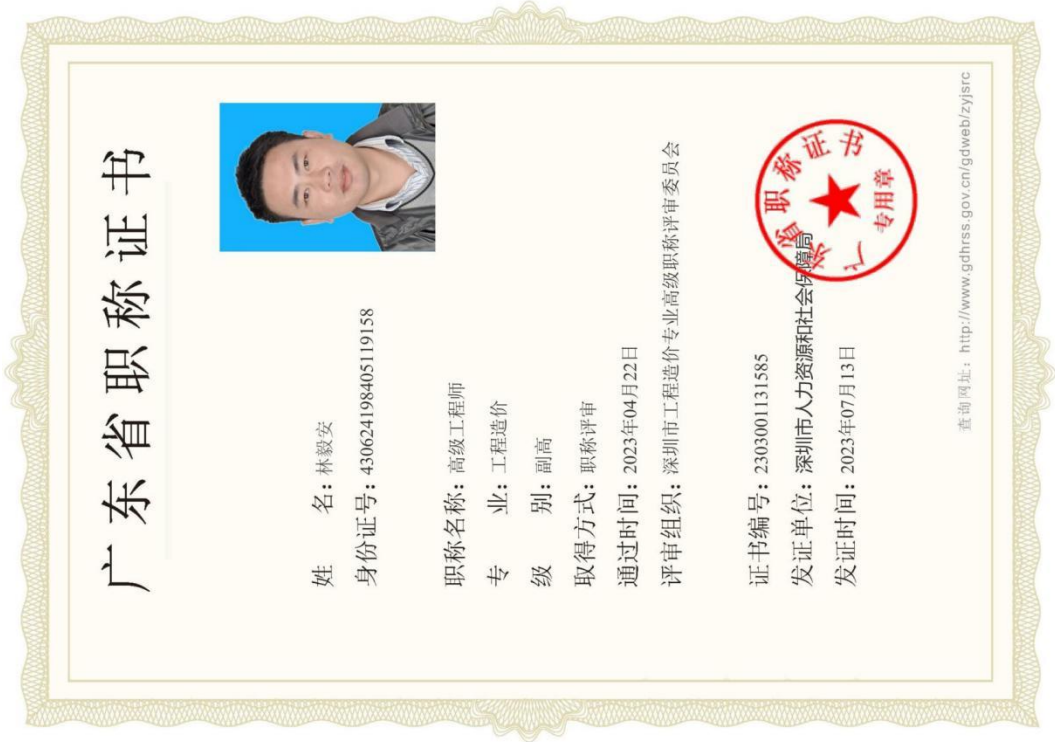 广东省职称证书
姓 名：林毅安
身份证号：430624198405119158
职称名称：高级工程师
专 业：工程造价
级 别：副高
取得方式：职称评审
通过时间：2023年04月22日
评审组织：深圳市工程造价专业高级职称评审委员会
证书编号：2303001131585
发证单位：深圳市人力资源和社会保障局
发证时间：2023年07月13日
广东省职称证书
专用章
查询网址：http://www.gdhrss.gov.cn/gdweb/zyjsrc